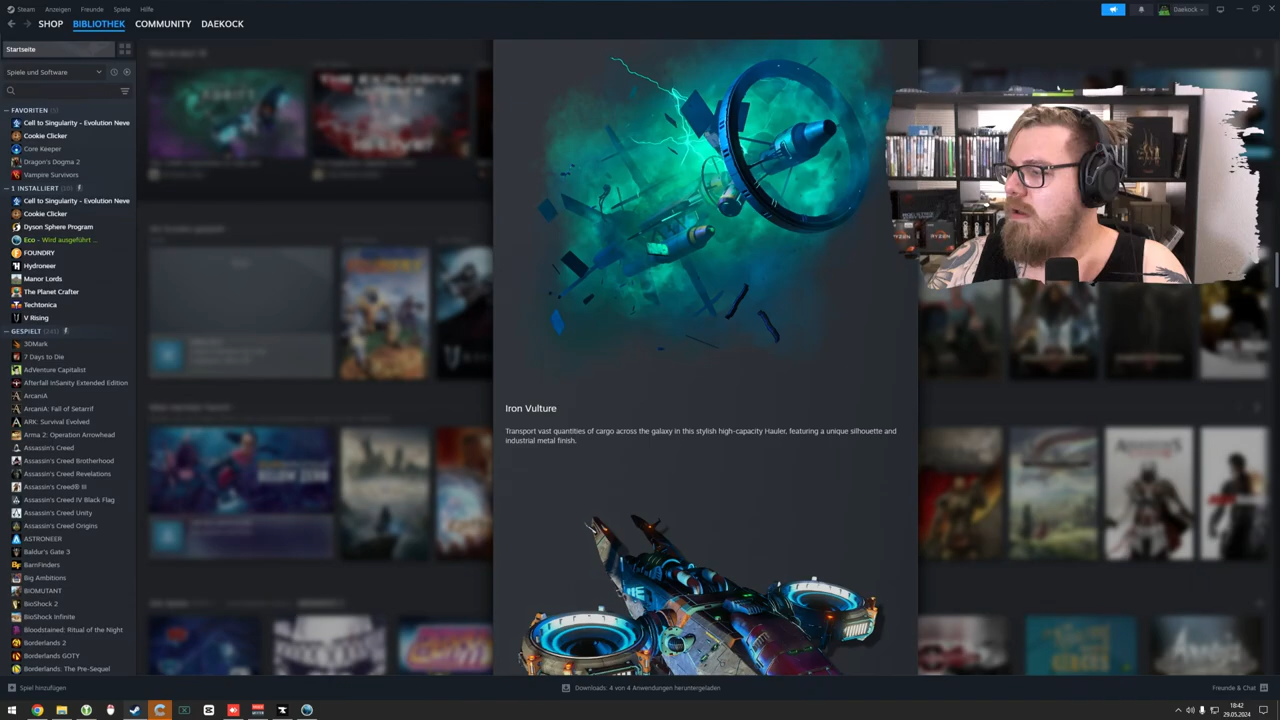 Steam Anzeigen Freunde Spiele Hilfe
Daekock
SHOP BIBLIOTHEK COMMUNITY DAEKOCK
Startseite
Spiele und Software
FAVORITEN (5)
Cell to Singularity - Evolution Neve
Cookie Clicker
Core Keeper
Dragon's Dogma 2
Vampire Survivors
1 INSTALLIERT (10)
Cell to Singularity - Evolution Neve
Cookie Clicker
Dyson Sphere Program
Eco - Wird ausgeführt ...
FOUNDRY
Hydroneer
Manor Lords
The Planet Crafter
Techtonica
V Rising
GESPIELT
3DMark
7 Days to Die
AdVenture Capitalist
Afterfall InSanity Extended Edition
ArcaniA
ArcaniA: Fall of Setarrif
ARK: Survival Evolved
Arma 2: Operation Arrowhead
Assassin's Creed
Assassin's Creed Brotherhood
Assassin's Creed Revelations
Assassin's Creed® III
Assassin's Creed IV Black Flag
Assassin's Creed Unity
Assassin's Creed Origins
ASTRONEER
Baldur's Gate 3
BarnFinders
Big Ambitions
BIOMUTANT
BioShock 2
BioShock Infinite
Bloodstained: Ritual of the Night
Borderlands 2
Borderlands GOTY
Borderlands: The Pre-Sequel
Iron Vulture
Transport vast quantities of cargo across the galaxy in this stylish high-capacity Hauler, featuring a unique silhouette and
industrial metal finish.
RYZEN
RYZEN
Spiel hinzufügen
Downloads: 4 von 4 Anwendungen heruntergeladen
Freunde & Chat
18:42
29.05.2024